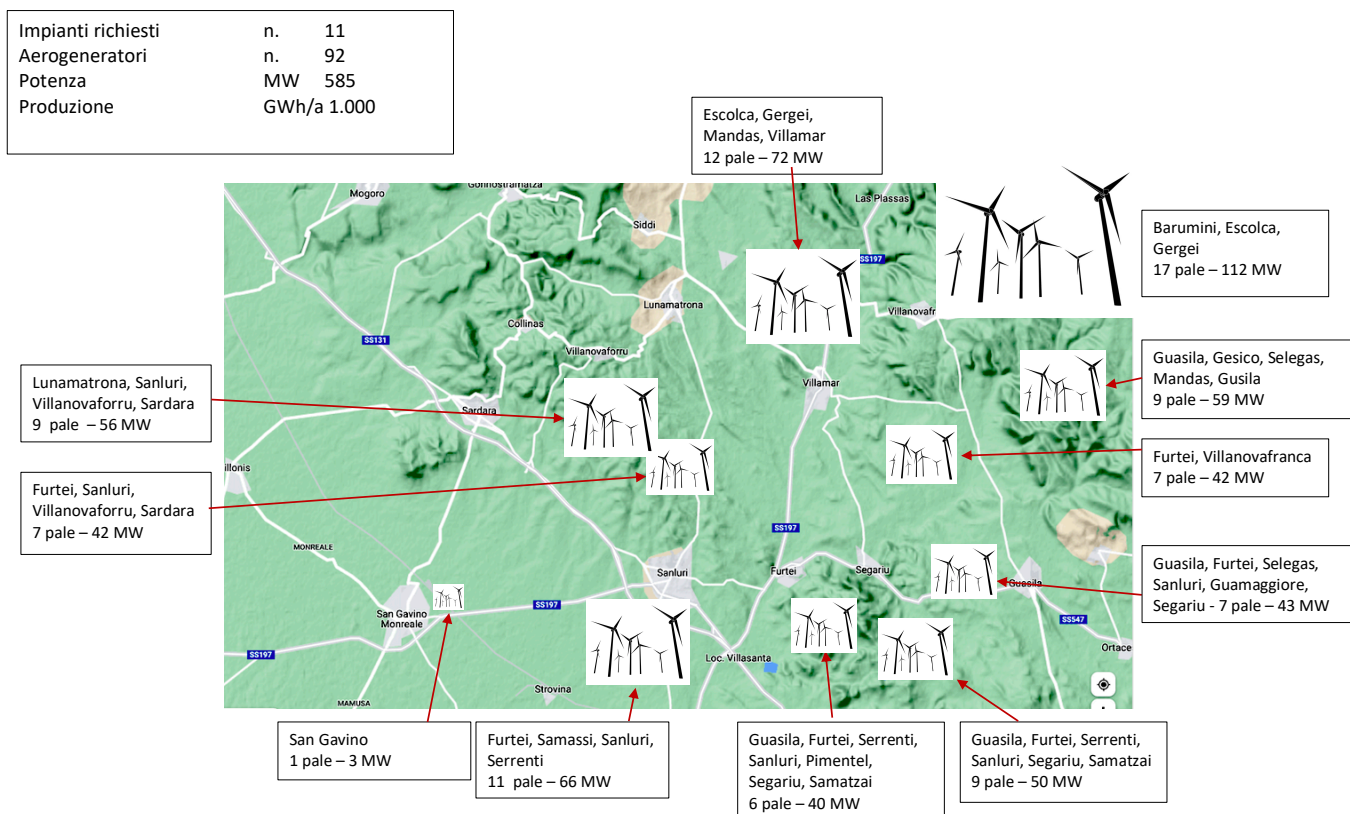 Impianti richiesti n. 11
Aerogeneratori n. 92
Potenza MW 585
Produzione GWh/a 1.000
Escolca, Gergei,
Mandas, Villamar
12 pale – 72 MW
Barumini, Escolca,
Gergei
17 pale – 112 MW
Guasila, Gesico, Selegas,
Mandas, Gusila
9 pale – 59 MW
Furtei, Villanovafranca
7 pale – 42 MW
Guasila, Furtei, Selegas,
Sanluri, Guamaggiore,
Segariu - 7 pale – 43 MW
Lunamatrona, Sanluri,
Villanovaforru, Sardara
9 pale – 56 MW
Furtei, Sanluri,
Villanovaforru, Sardara
7 pale – 42 MW
San Gavino
1 pale – 3 MW
Furtei, Samassi, Sanluri,
Serrenti
11 pale – 66 MW
Guasila, Furtei, Serrenti,
Sanluri, Pimentel,
Segariu, Samatzai
6 pale – 40 MW
Guasila, Furtei, Serrenti,
Sanluri, Segariu, Samatzai
9 pale – 50 MW
Mogoro
Gonnostramatza
Las Plassas
Siddi
SS197
Lunamatrona
Villanovaf
Collinas
SS131
Villanovaforru
Villamar
Sardara
illonis
SS197
MONREALE
Sanluri
Furtei
Segariu
Guasila
SS197
San Gavino
Monreale
SS547
SS197
Loc. Villasanta
Ortace
Strovina
MAMUSA